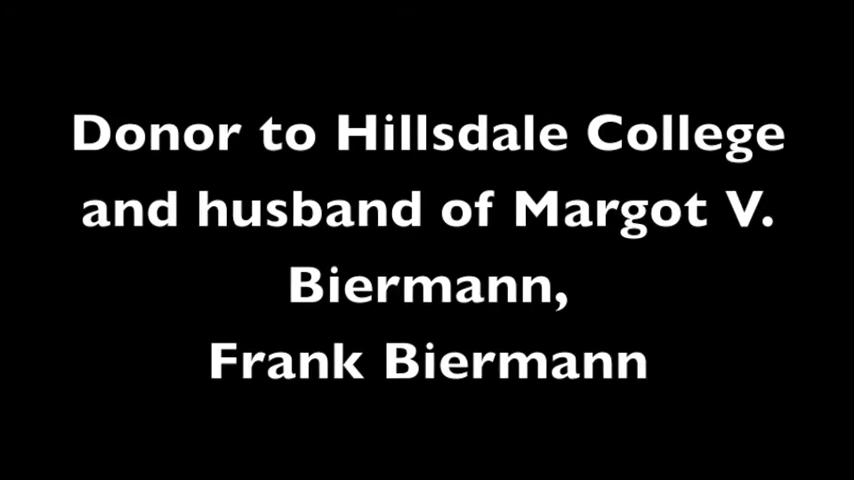 Donor to Hillsdale College
and husband of Margot V.
Biermann,
Frank Biermann